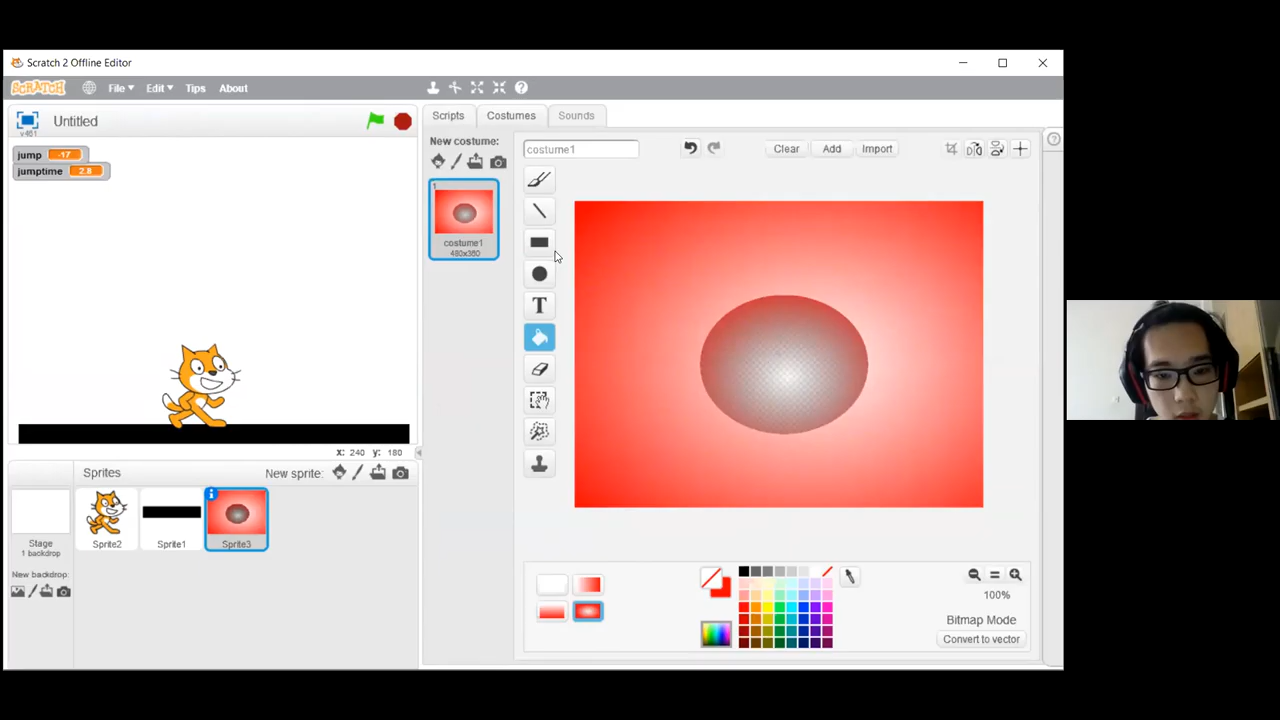 Scratch 2 Offline Editor
SCRATCH File Edit Tips About
Untitled
v461
Scripts Costumes Sounds
New costume:
costume1
Clear Add Import
jump -17
jumptime 2.8
1
costume1
480x360
T
x: 240 y: 180
Sprites New sprite:
Stage
1 backdrop
Sprite2 Sprite1 Sprite3
New backdrop:
100%
Bitmap Mode
Convert to vector